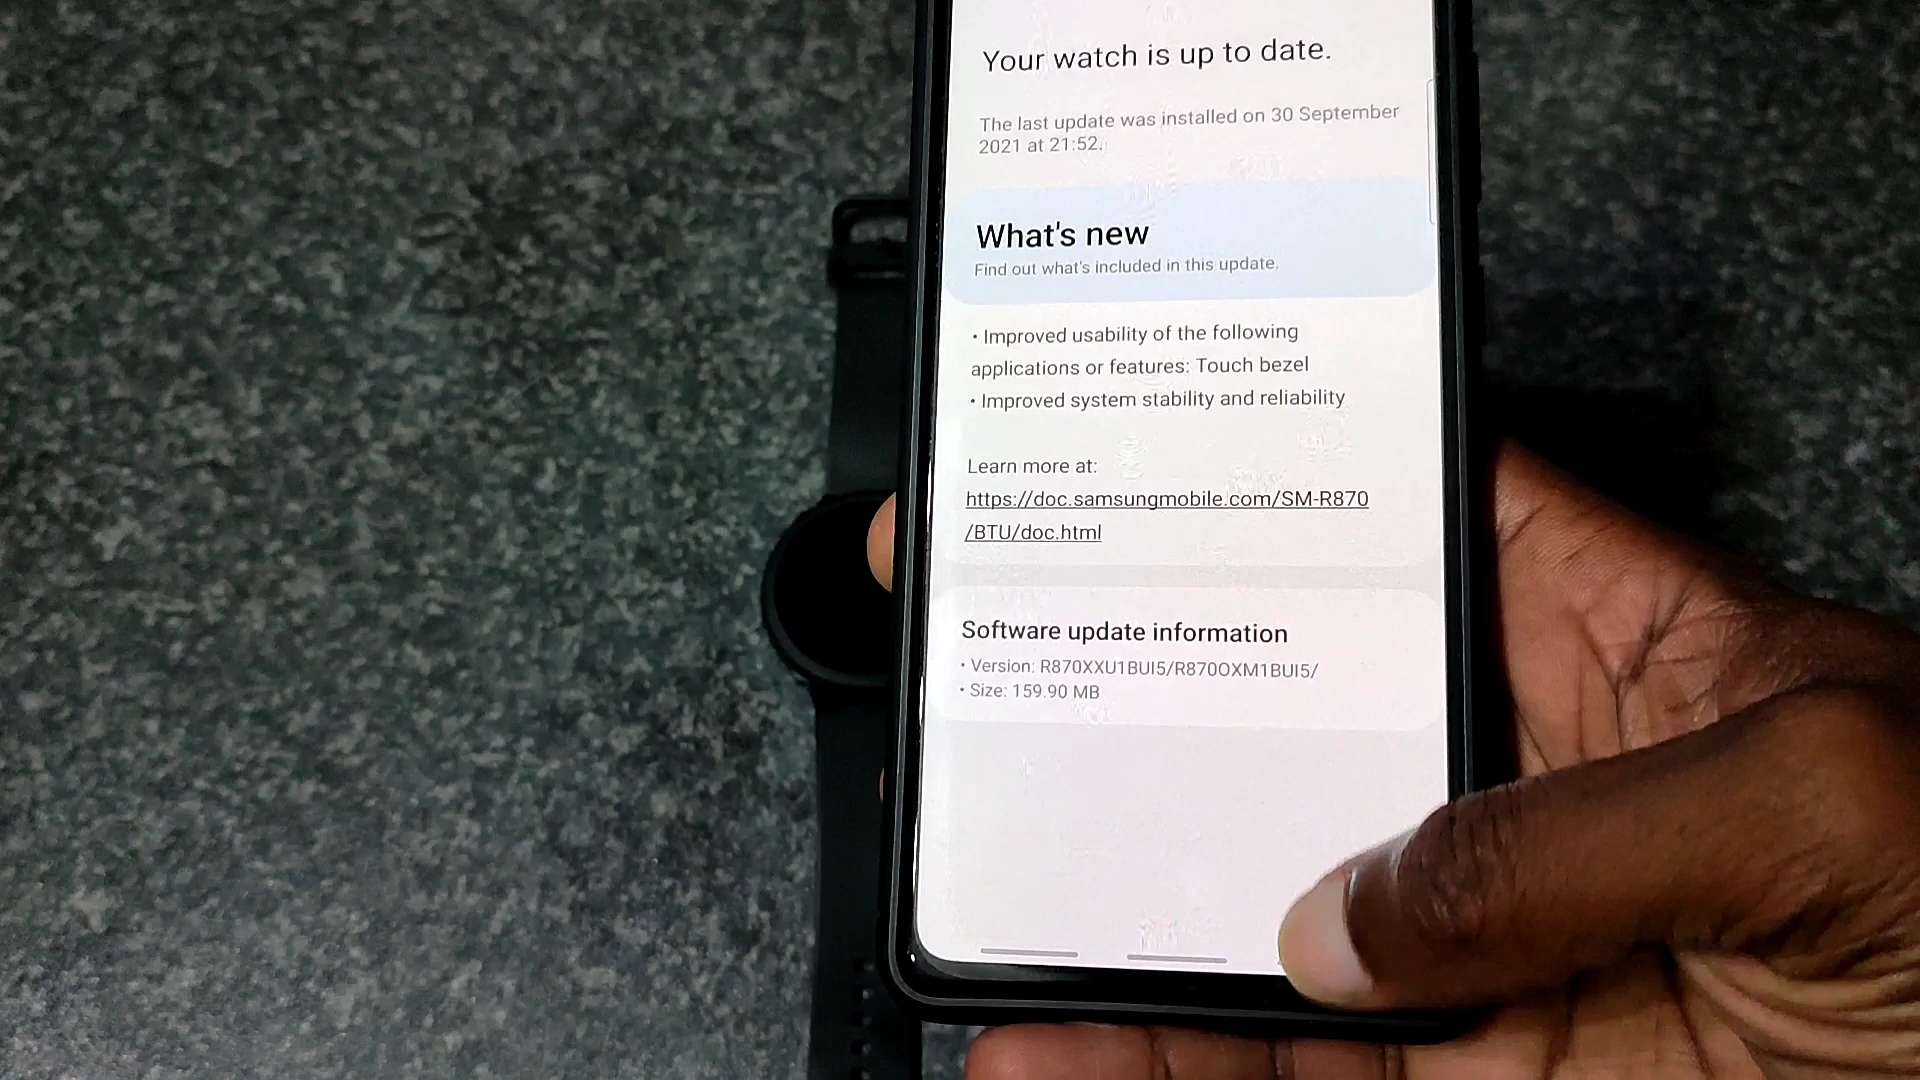 Your watch is up to date.
The last update was installed on 30 September
2021 at 21:52.
What's new
Find out what's included in this update.
• Improved usability of the following
applications or features: Touch bezel
• Improved system stability and reliability
Learn more at:
https://doc.samsungmobile.com/SM-R870
/BTU/doc.html
Software update information
• Version: R870XXU1BUI5/R870OXM1BUI5/
• Size: 159.90 MB